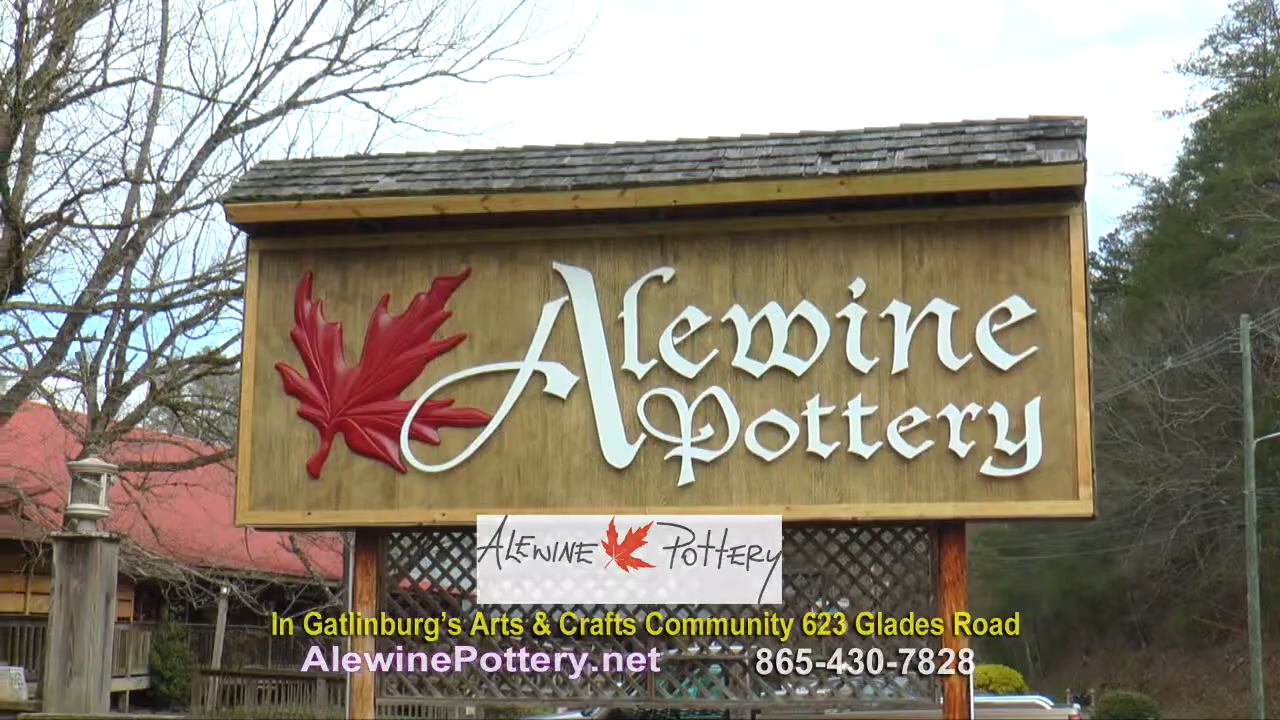 Alewine
Pottery
ALEWINE POTTERY
In Gatlinburg's Arts & Crafts Community 623 Glades Road
AlewinePottery.net 865-430-7828